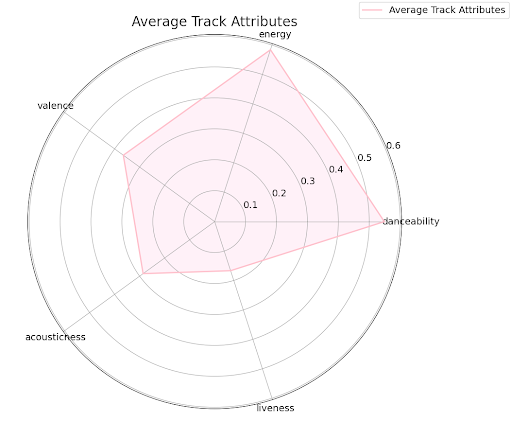 Average Track Attributes
Average Track Attributes
energy
valence
0.6
0.5
0.4
0.3
0.2
0.1
danceability
acousticness
liveness